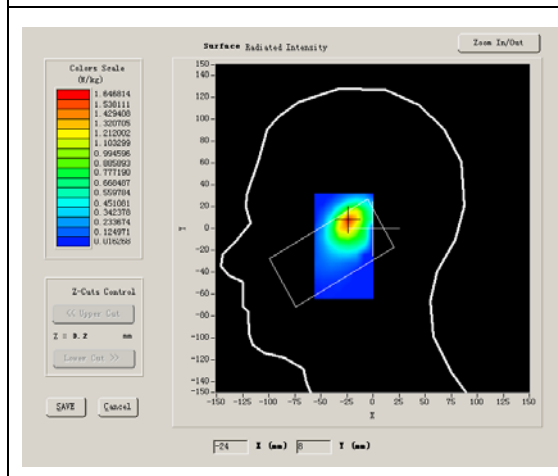 Surface Radiated Intensity
Zoom In/Out
Colors Scale
(W/kg)
1.646814
1.538111
1.429408
1.320705
1.212002
1.103299
0.994596
0.885893
0.777190
0.668487
0.559784
0.451081
0.342378
0.233674
0.124971
0.016268
Z-Cuts Control
<< Upper Cut
Z = 0.2 mm
Lower Cut >>
SAVE
Cancel
150
140
120
100
80
60
40
20
0
-20
-40
-60
-80
-100
-120
-140
-150
Y
-150 -125 -100 -75 -50 -25 0 25 50 75 100 125 150
X
-24 X (mm) 8 Y (mm)